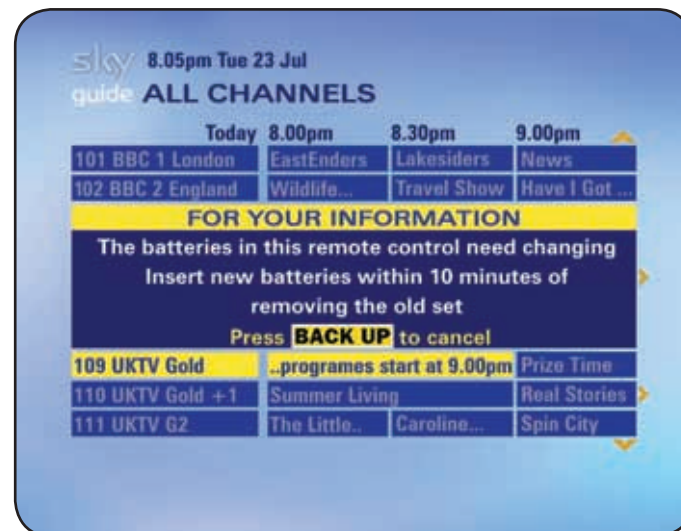 sky 8.05pm Tue 23 Jul
guide ALL CHANNELS
Today 8.00pm 8.30pm 9.00pm
101 BBC 1 London EastEnders Lakesiders News
102 BBC 2 England Wildlife... Travel Show Have I Got ...
FOR YOUR INFORMATION
The batteries in this remote control need changing
Insert new batteries within 10 minutes of
removing the old set
Press BACK UP to cancel
109 UKTV Gold ..programes start at 9.00pm Prize Time
110 UKTV Gold +1 Summer Living Real Stories
111 UKTV G2 The Little.. Caroline... Spin City